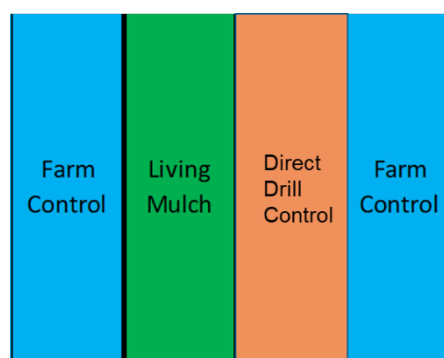 Farm
Control
Living
Mulch
Direct
Drill
Control
Farm
Control